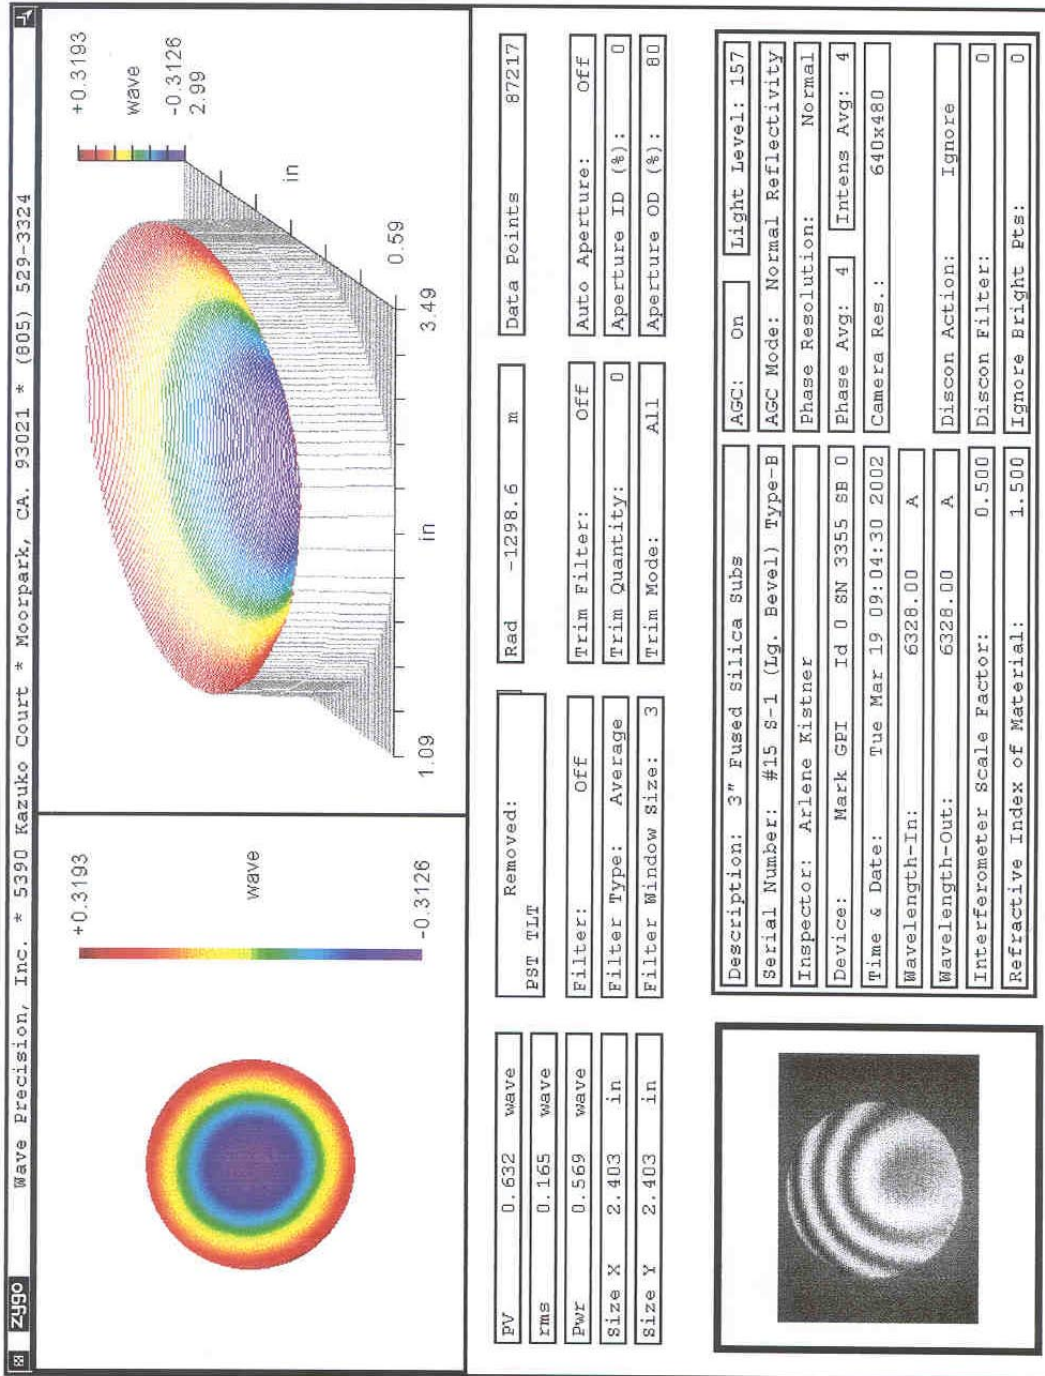 zygo Wave Precision, Inc. * 5390 Kazuko Court * Moorpark, CA. 93021 * (805) 529-3324
+0.3193
wave
-0.3126
+0.3193
wave
-0.3126
2.99
in
0.59
3.49
in
1.09
PV 0.632 wave
rms 0.165 wave
Pwr 0.569 wave
Size X 2.403 in
Size Y 2.403 in
Removed:
PST TLT
Filter: Off
Filter Type: Average
Filter Window Size: 3
Rad -1298.6 m
Trim Filter: Off
Trim Quantity: 0
Trim Mode: All
Data Points 87217
Auto Aperture: Off
Aperture ID (%): 0
Aperture OD (%): 80
Description: 3" Fused Silica Subs
Serial Number: #15 S-1 (Lg. Bevel) Type-B
Inspector: Arlene Kistner
Device: Mark GPI Id 0 SN 3355 SB 0
Time & Date: Tue Mar 19 09:04:30 2002
Wavelength-In: 6328.00 A
Wavelength-Out: 6328.00 A
Interferometer Scale Factor: 0.500
Refractive Index of Material: 1.500
AGC: On
Light Level: 157
AGC Mode: Normal Reflectivity
Phase Resolution: Normal
Phase Avg: 4
Intens Avg: 4
Camera Res.: 640x480
Discon Action: Ignore
Discon Filter: 0
Ignore Bright Pts: 0